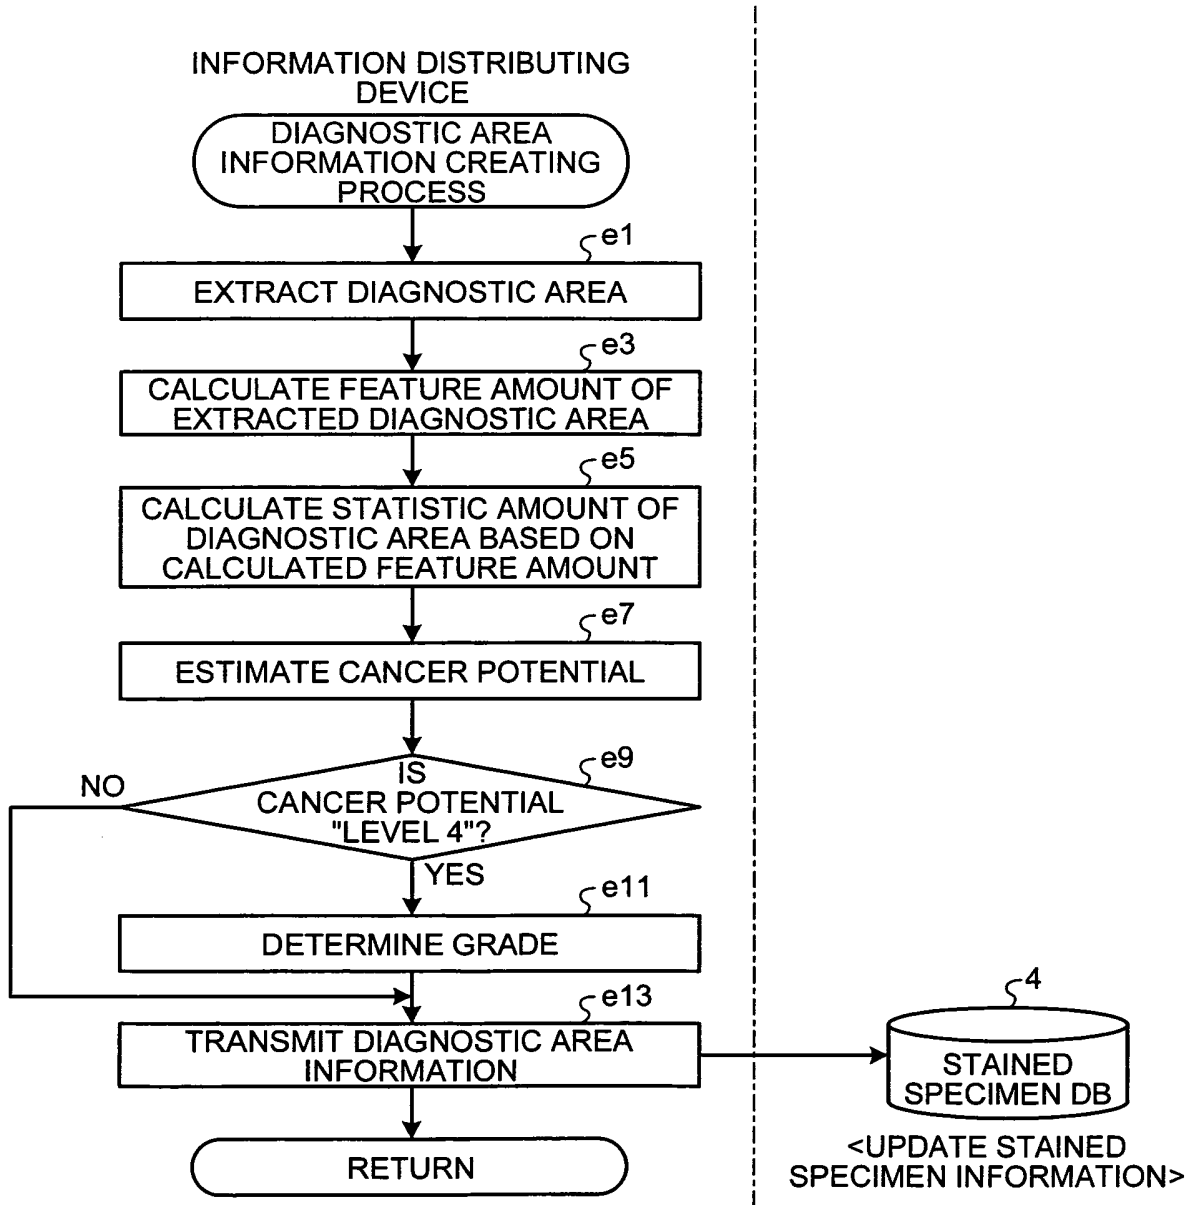 INFORMATION DISTRIBUTING
DEVICE
DIAGNOSTIC AREA
INFORMATION CREATING
PROCESS
e1
EXTRACT DIAGNOSTIC AREA
e3
CALCULATE FEATURE AMOUNT OF
EXTRACTED DIAGNOSTIC AREA
e5
CALCULATE STATISTIC AMOUNT OF
DIAGNOSTIC AREA BASED ON
CALCULATED FEATURE AMOUNT
e7
ESTIMATE CANCER POTENTIAL
e9
NO
IS
CANCER POTENTIAL
"LEVEL 4"?
YES
e11
DETERMINE GRADE
e13
TRANSMIT DIAGNOSTIC AREA
INFORMATION
4
STAINED
SPECIMEN DB
<UPDATE STAINED
SPECIMEN INFORMATION>
RETURN